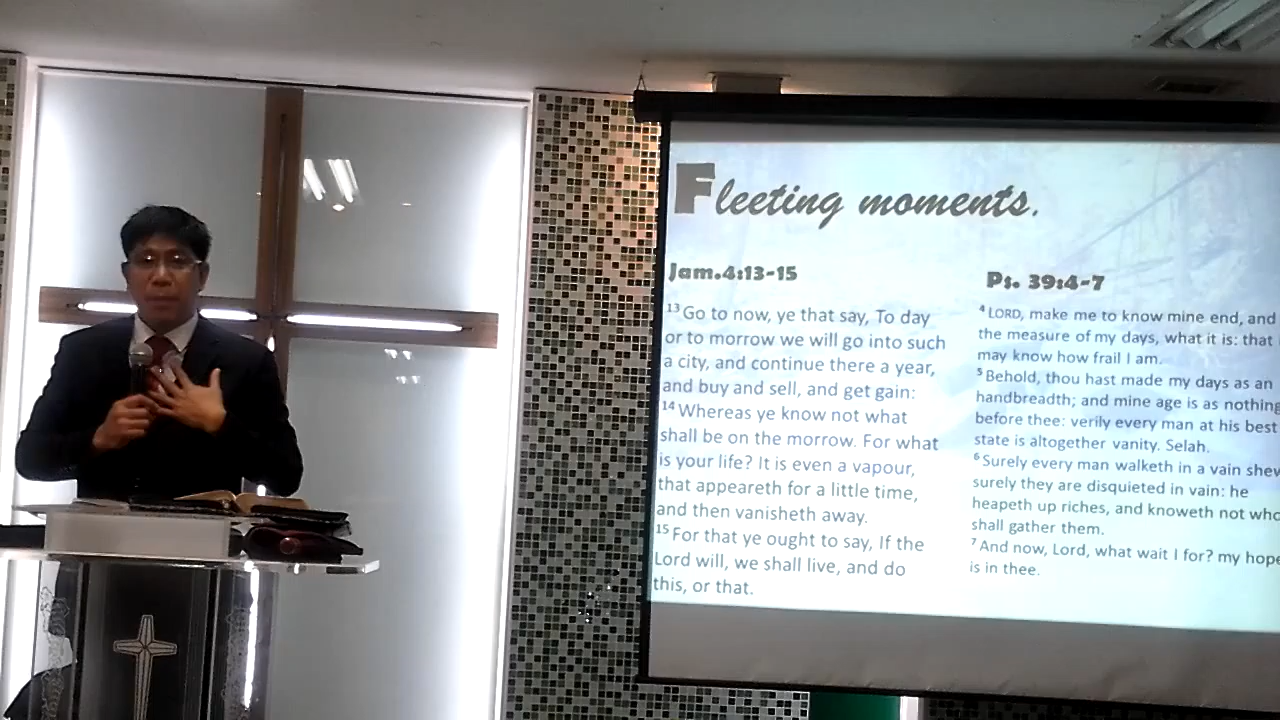 Fleeting moments.
Jam.4:13-15
13 Go to now, ye that say, To day
or to morrow we will go into such
a city, and continue there a year,
and buy and sell, and get gain:
14 Whereas ye know not what
shall be on the morrow. For what
is your life? It is even a vapour,
that appeareth for a little time,
and then vanisheth away.
15 For that ye ought to say, If the
Lord will, we shall live, and do
this, or that.
Ps. 39:4-7
4 LORD, make me to know mine end, and
the measure of my days, what it is: that
may know how frail I am.
5 Behold, thou hast made my days as an
handbreadth; and mine age is as nothing
before thee: verily every man at his best
state is altogether vanity. Selah.
6 Surely every man walketh in a vain shew
surely they are disquieted in vain: he
heapeth up riches, and knoweth not who
shall gather them.
7 And now, Lord, what wait I for? my hope
is in thee.